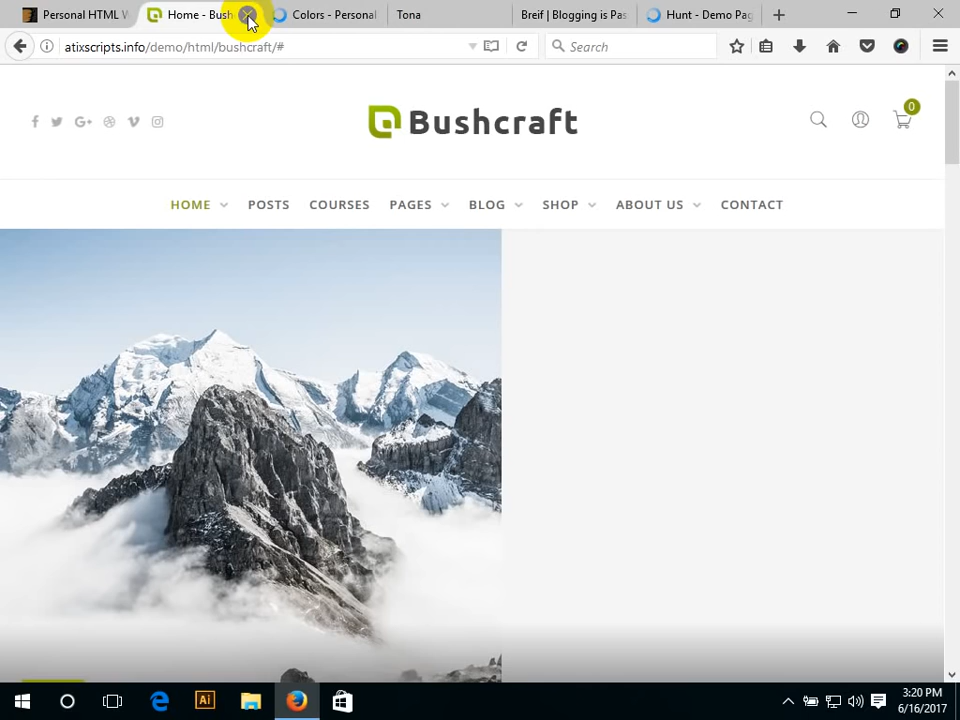 Personal HTML W
Home - Bush
Colors - Personal
Tona
Breif | Blogging is Pas
Hunt - Demo Pag
atixscripts.info/demo/html/bushcraft/#
Search
Bushcraft
0
HOME
POSTS
COURSES
PAGES
BLOG
SHOP
ABOUT US
CONTACT
3:20 PM
6/16/2017